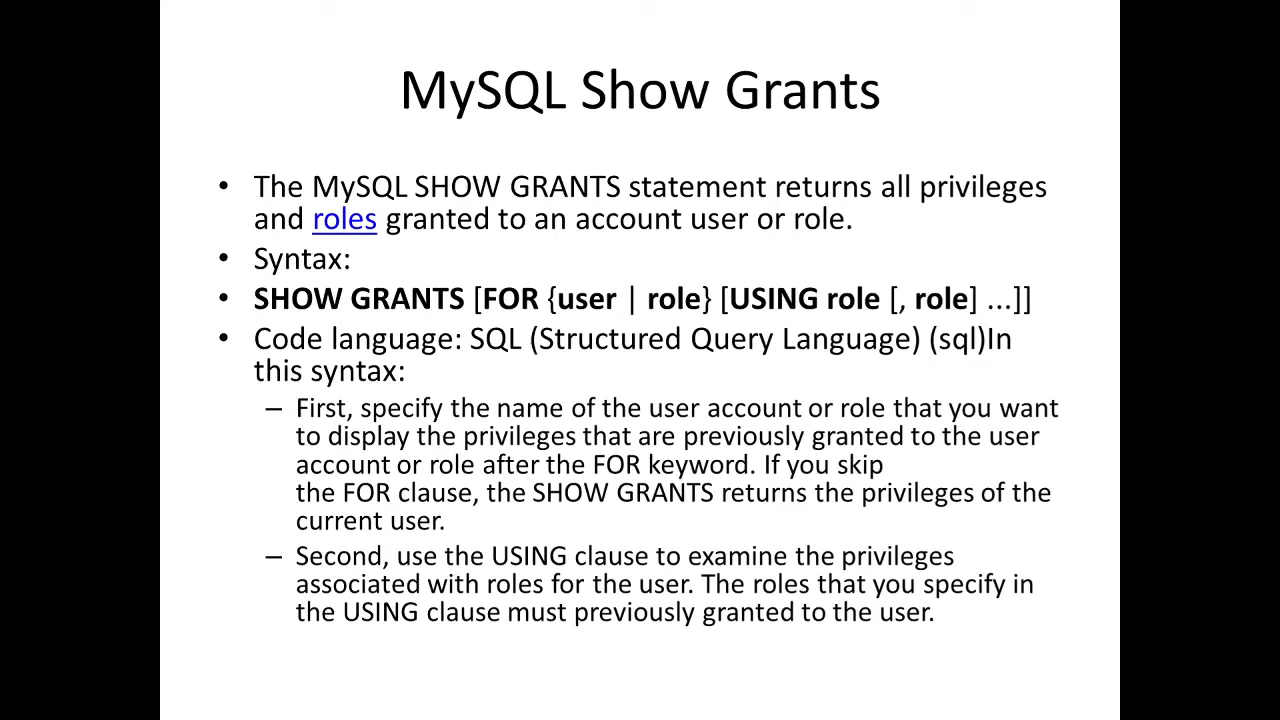 MySQL Show Grants
• The MySQL SHOW GRANTS statement returns all privileges
and roles granted to an account user or role.
• Syntax:
• SHOW GRANTS [FOR {user | role} [USING role [, role] ...]]
• Code language: SQL (Structured Query Language) (sql)In
this syntax:
– First, specify the name of the user account or role that you want
to display the privileges that are previously granted to the user
account or role after the FOR keyword. If you skip
the FOR clause, the SHOW GRANTS returns the privileges of the
current user.
– Second, use the USING clause to examine the privileges
associated with roles for the user. The roles that you specify in
the USING clause must previously granted to the user.